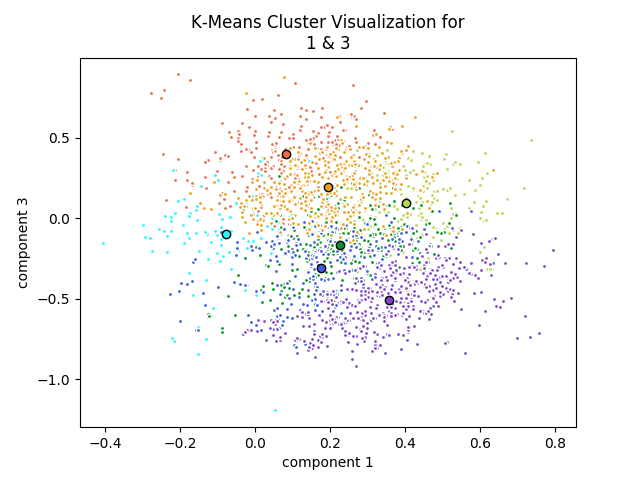 K-Means Cluster Visualization for
1 & 3
0.5
0.0
−0.5
−1.0
component 3
−0.4 −0.2 0.0 0.2 0.4 0.6 0.8
component 1